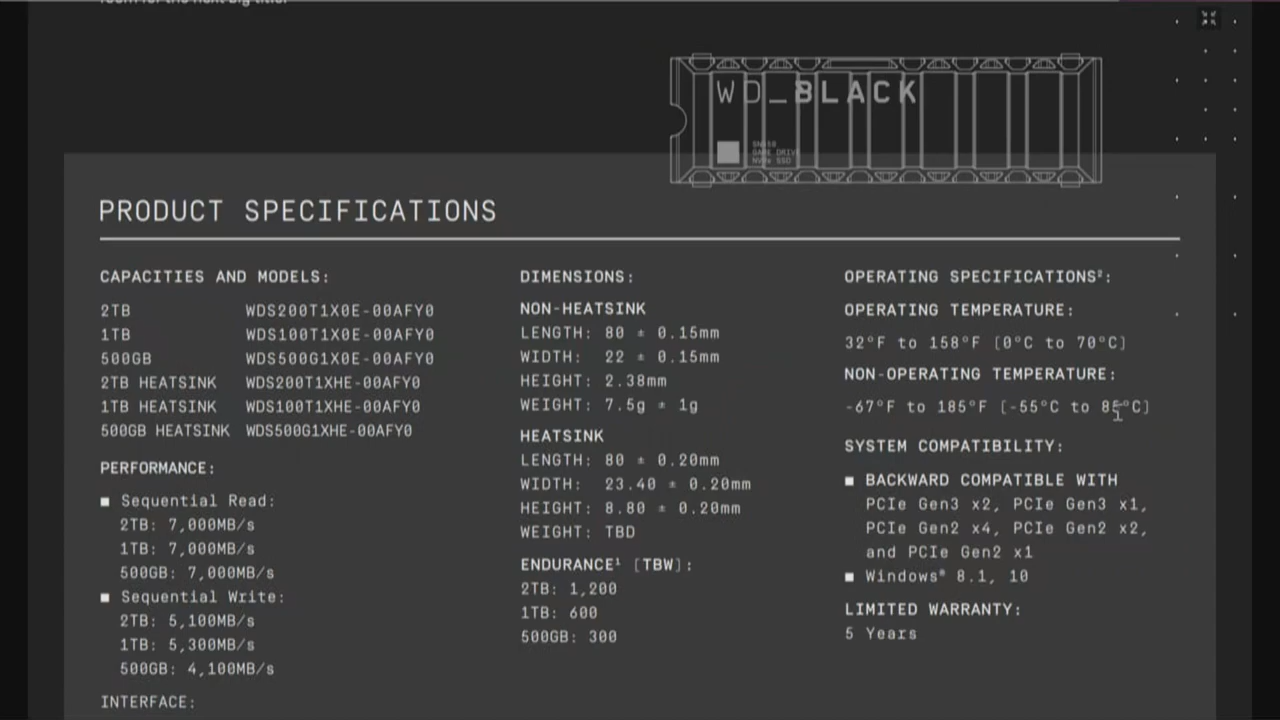 WD_BLACK
GAME DRIVE
NVMe SSD
PRODUCT SPECIFICATIONS
CAPACITIES AND MODELS:
2TB WDS200T1X0E-00AFY0
1TB WDS100T1X0E-00AFY0
500GB WDS500G1X0E-00AFY0
2TB HEATSINK WDS200T1XHE-00AFY0
1TB HEATSINK WDS100T1XHE-00AFY0
500GB HEATSINK WDS500G1XHE-00AFY0
PERFORMANCE:
■ Sequential Read:
2TB: 7,000MB/s
1TB: 7,000MB/s
500GB: 7,000MB/s
■ Sequential Write:
2TB: 5,100MB/s
1TB: 5,300MB/s
500GB: 4,100MB/s
INTERFACE:
DIMENSIONS:
NON-HEATSINK
LENGTH: 80 ± 0.15mm
WIDTH: 22 ± 0.15mm
HEIGHT: 2.38mm
WEIGHT: 7.5g ± 1g
HEATSINK
LENGTH: 80 ± 0.20mm
WIDTH: 23.40 ± 0.20mm
HEIGHT: 8.80 ± 0.20mm
WEIGHT: TBD
ENDURANCE¹ [TBW]:
2TB: 1,200
1TB: 600
500GB: 300
OPERATING SPECIFICATIONS²:
OPERATING TEMPERATURE:
32°F to 158°F [0°C to 70°C]
NON-OPERATING TEMPERATURE:
-67°F to 185°F [-55°C to 85°C]
SYSTEM COMPATIBILITY:
■ BACKWARD COMPATIBLE WITH
PCIe Gen3 x2, PCIe Gen3 x1,
PCIe Gen2 x4, PCIe Gen2 x2,
and PCIe Gen2 x1
■ Windows® 8.1, 10
LIMITED WARRANTY:
5 Years